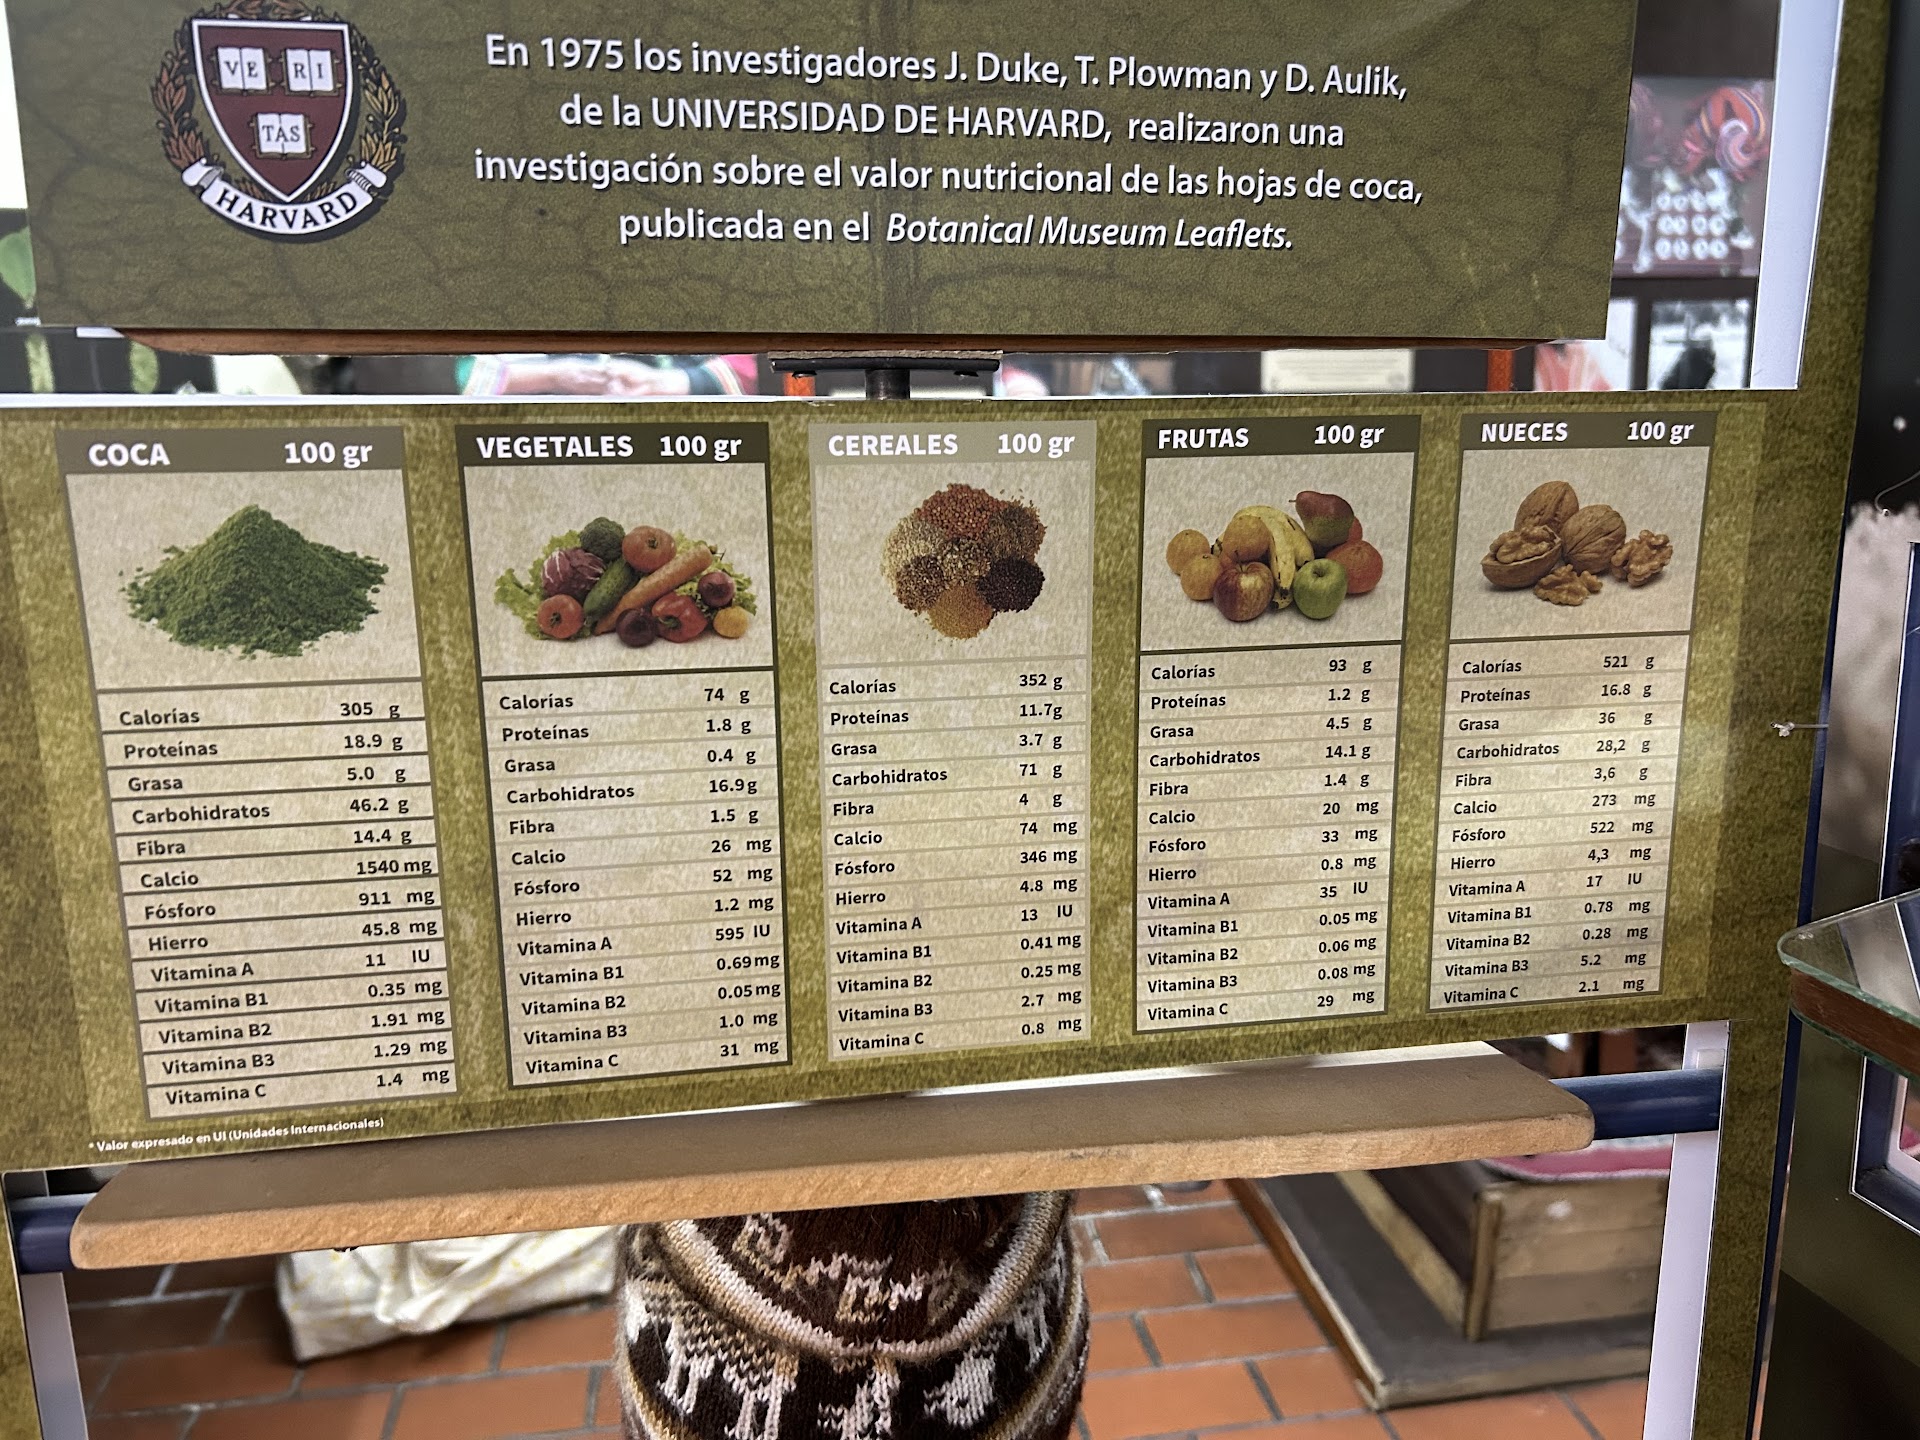 VE RI
TAS
HARVARD
En 1975 los investigadores J. Duke, T. Plowman y D. Aulik,
de la UNIVERSIDAD DE HARVARD, realizaron una
investigación sobre el valor nutricional de las hojas de coca,
publicada en el Botanical Museum Leaflets.
COCA 100 gr
Calorías 305 g
Proteínas 18.9 g
Grasa 5.0 g
Carbohidratos 46.2 g
Fibra 14.4 g
Calcio 1540 mg
Fósforo 911 mg
Hierro 45.8 mg
Vitamina A 11 IU
Vitamina B1 0.35 mg
Vitamina B2 1.91 mg
Vitamina B3 1.29 mg
Vitamina C 1.4 mg
VEGETALES 100 gr
Calorías 74 g
Proteínas 1.8 g
Grasa 0.4 g
Carbohidratos 16.9 g
Fibra 1.5 g
Calcio 26 mg
Fósforo 52 mg
Hierro 1.2 mg
Vitamina A 595 IU
Vitamina B1 0.69 mg
Vitamina B2 0.05 mg
Vitamina B3 1.0 mg
Vitamina C 31 mg
CEREALES 100 gr
Calorías 352 g
Proteínas 11.7g
Grasa 3.7 g
Carbohidratos 71 g
Fibra 4 g
Calcio 74 mg
Fósforo 346 mg
Hierro 4.8 mg
Vitamina A 13 IU
Vitamina B1 0.41 mg
Vitamina B2 0.25 mg
Vitamina B3 2.7 mg
Vitamina C 0.8 mg
FRUTAS 100 gr
Calorías 93 g
Proteínas 1.2 g
Grasa 4.5 g
Carbohidratos 14.1 g
Fibra 1.4 g
Calcio 20 mg
Fósforo 33 mg
Hierro 0.8 mg
Vitamina A 35 IU
Vitamina B1 0.05 mg
Vitamina B2 0.06 mg
Vitamina B3 0.08 mg
Vitamina C 29 mg
NUECES 100 gr
Calorías 521 g
Proteínas 16.8 g
Grasa 36 g
Carbohidratos 28,2 g
Fibra 3,6 g
Calcio 273 mg
Fósforo 522 mg
Hierro 4,3 mg
Vitamina A 17 IU
Vitamina B1 0.78 mg
Vitamina B2 0.28 mg
Vitamina B3 5.2 mg
Vitamina C 2.1 mg
* Valor expresado en UI (Unidades Internacionales)